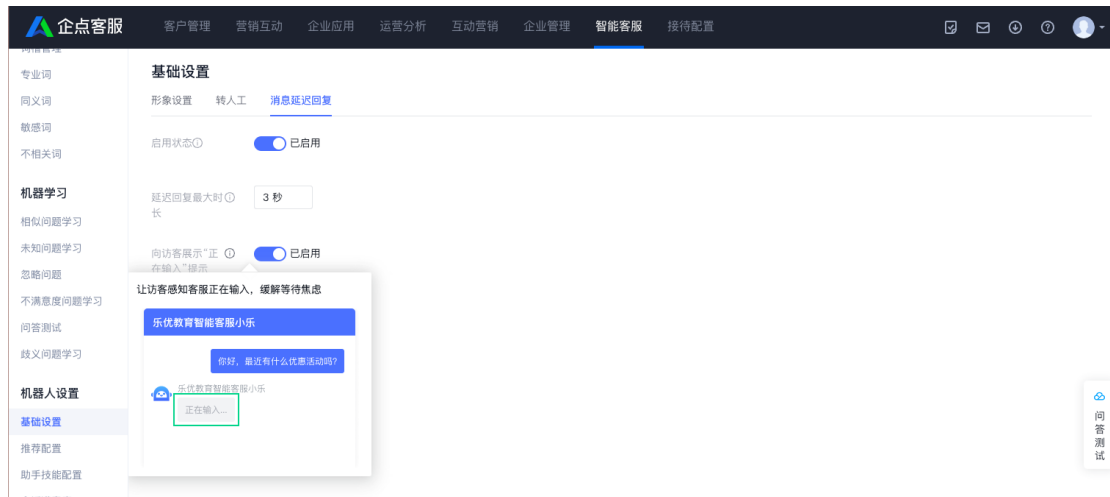 企点客服
客户管理 营销互动 企业应用 运营分析 互动营销 企业管理 智能客服 接待配置
专业词
同义词
敏感词
不相关词
机器学习
相似问题学习
未知问题学习
忽略问题
不满意度问题学习
问答测试
歧义问题学习
机器人设置
基础设置
推荐配置
助手技能配置
基础设置
形象设置 转人工 消息延迟回复
启用状态 已启用
延迟回复最大时
长
3 秒
向访客展示“正
在输入”提示
已启用
让访客感知客服正在输入，缓解等待焦虑
乐优教育智能客服小乐
你好，最近有什么优惠活动吗?
乐优教育智能客服小乐
正在输入...
问
答
测
试